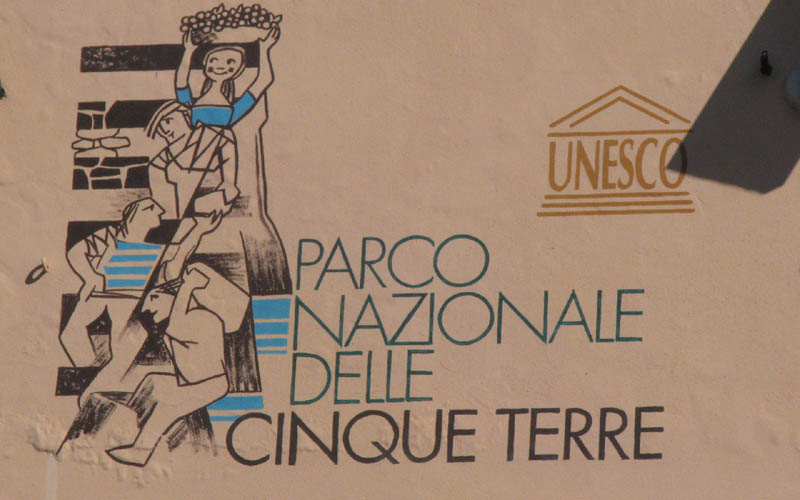 UNESCO
PARCO
NAZIONALE
DELLE
CINQUE TERRE